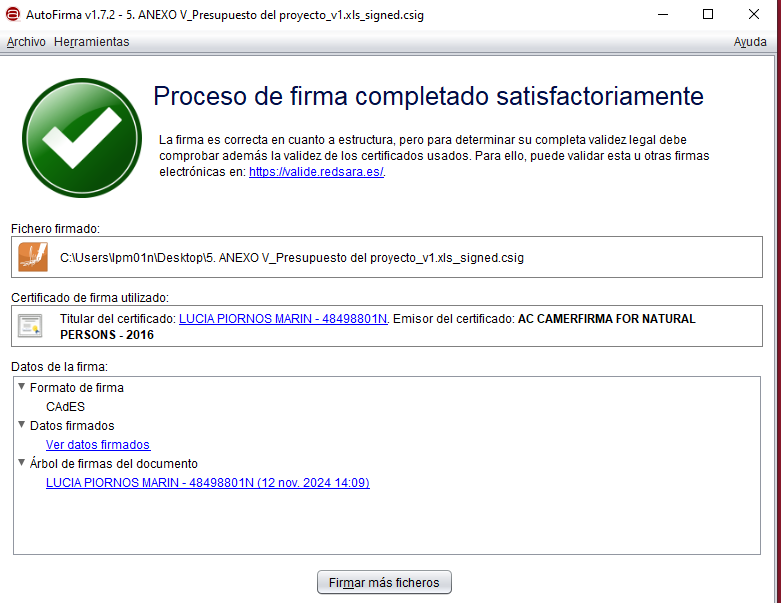 AutoFirma v1.7.2 - 5. ANEXO V_Presupuesto del proyecto_v1.xls_signed.csig
Archivo Herramientas Ayuda
Proceso de firma completado satisfactoriamente
La firma es correcta en cuanto a estructura, pero para determinar su completa validez legal debe
comprobar además la validez de los certificados usados. Para ello, puede validar esta u otras firmas
electrónicas en: https://valide.redsara.es/.
Fichero firmado:
C:\Users\lpm01n\Desktop\5. ANEXO V_Presupuesto del proyecto_v1.xls_signed.csig
Certificado de firma utilizado:
Titular del certificado: LUCIA PIORNOS MARIN - 48498801N. Emisor del certificado: AC CAMERFIRMA FOR NATURAL
PERSONS - 2016
Datos de la firma:
Formato de firma
CAdES
Datos firmados
Ver datos firmados
Árbol de firmas del documento
LUCIA PIORNOS MARIN - 48498801N (12 nov. 2024 14:09)
Firmar más ficheros